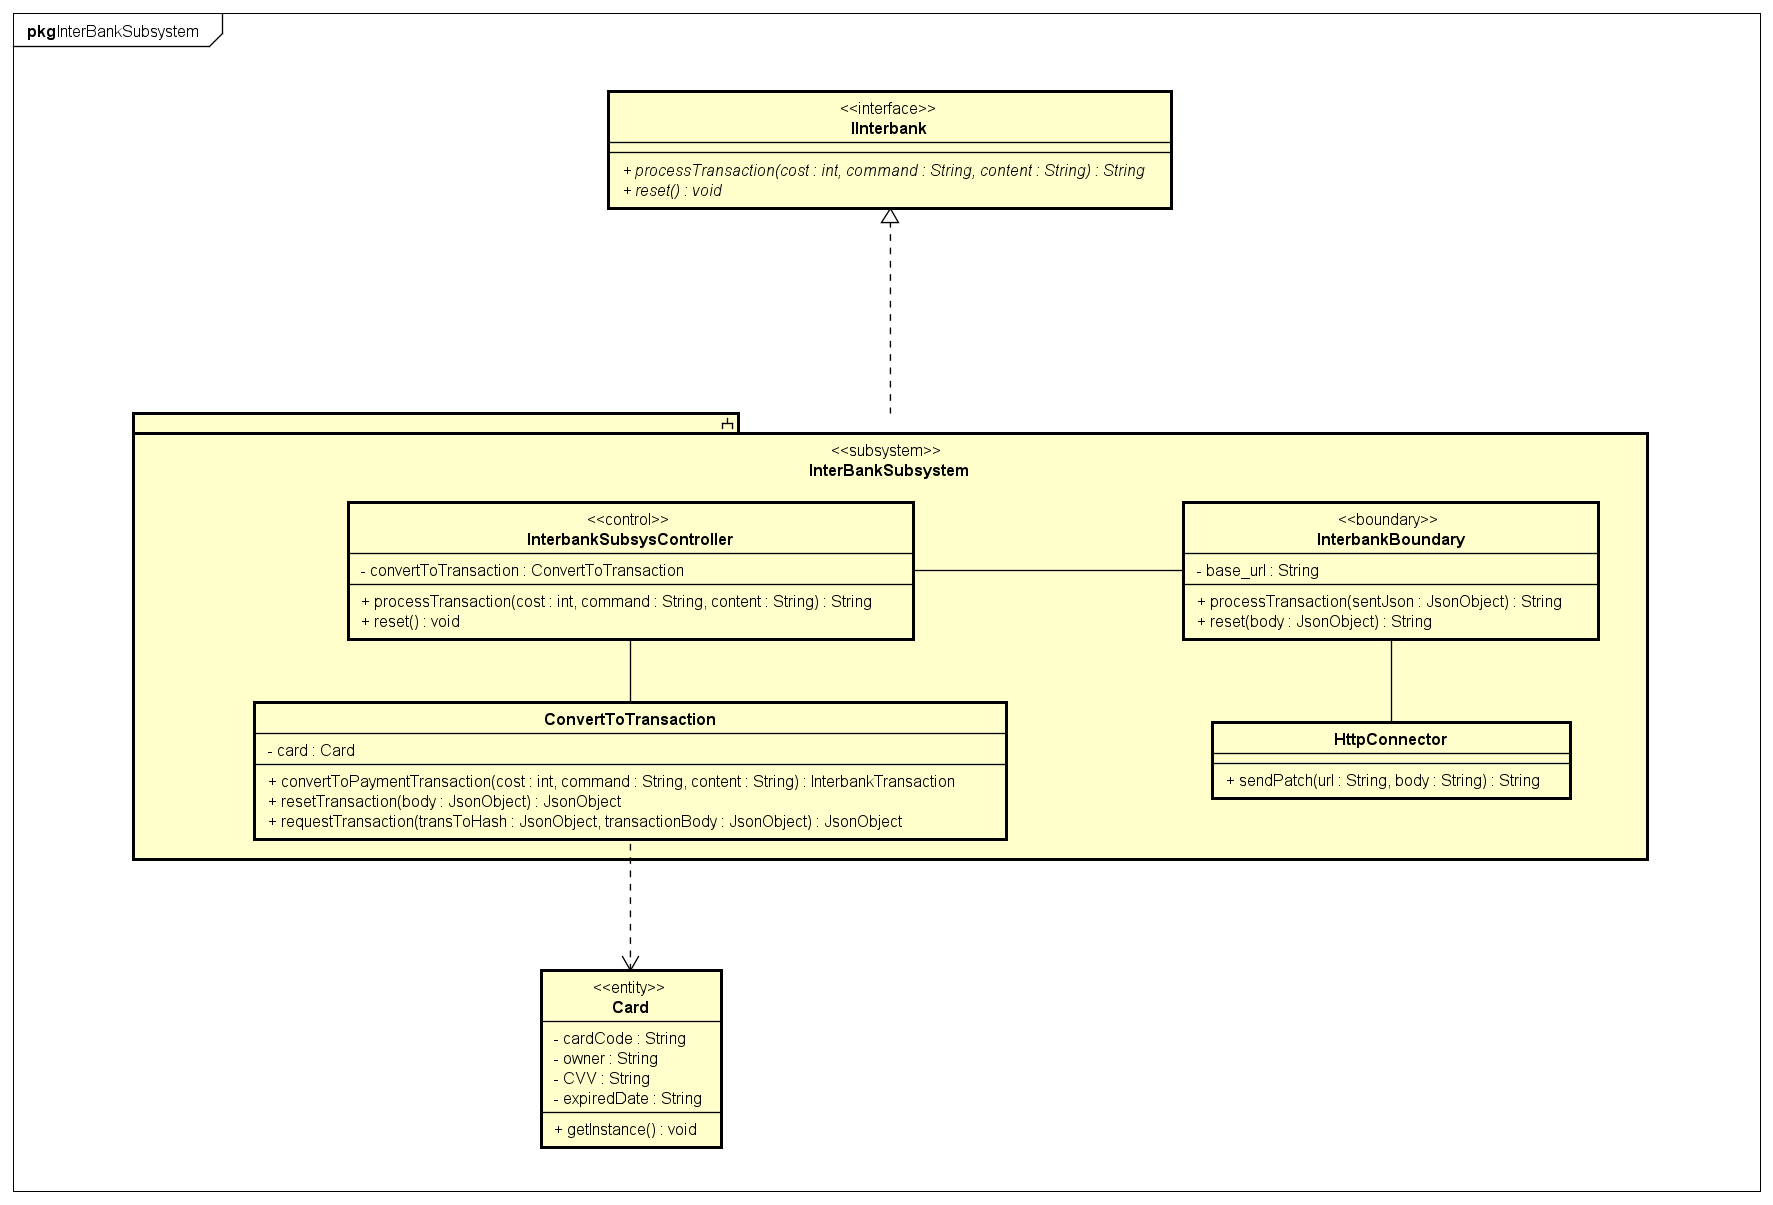 pkgInterBankSubsystem
<<interface>>
IInterbank
+ processTransaction(cost : int, command : String, content : String) : String
+ reset() : void
<<subsystem>>
InterBankSubsystem
<<control>>
InterbankSubsysController
- convertToTransaction : ConvertToTransaction
+ processTransaction(cost : int, command : String, content : String) : String
+ reset() : void
<<boundary>>
InterbankBoundary
- base_url : String
+ processTransaction(sentJson : JsonObject) : String
+ reset(body : JsonObject) : String
ConvertToTransaction
- card : Card
+ convertToPaymentTransaction(cost : int, command : String, content : String) : InterbankTransaction
+ resetTransaction(body : JsonObject) : JsonObject
+ requestTransaction(transToHash : JsonObject, transactionBody : JsonObject) : JsonObject
HttpConnector
+ sendPatch(url : String, body : String) : String
<<entity>>
Card
- cardCode : String
- owner : String
- CVV : String
- expiredDate : String
+ getInstance() : void